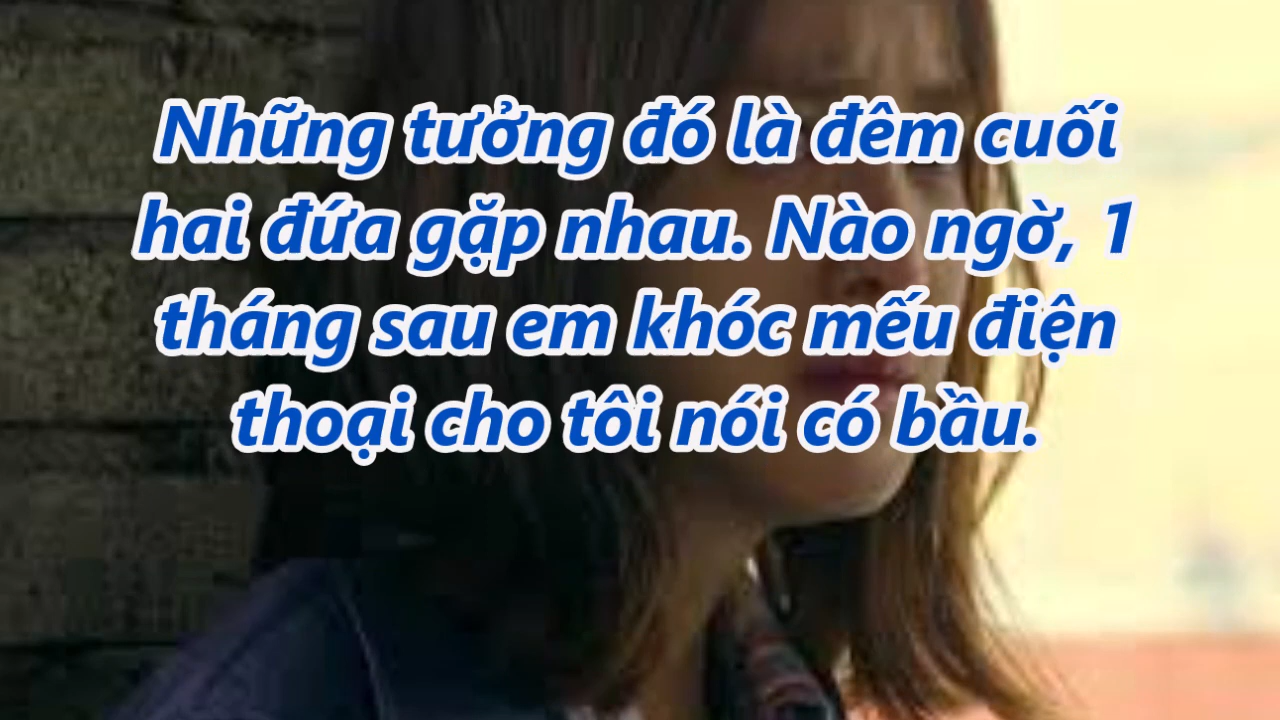 Những tưởng đó là đêm cuối
hai đứa gặp nhau. Nào ngờ, 1
tháng sau em khóc mếu điện
thoại cho tôi nói có bầu.